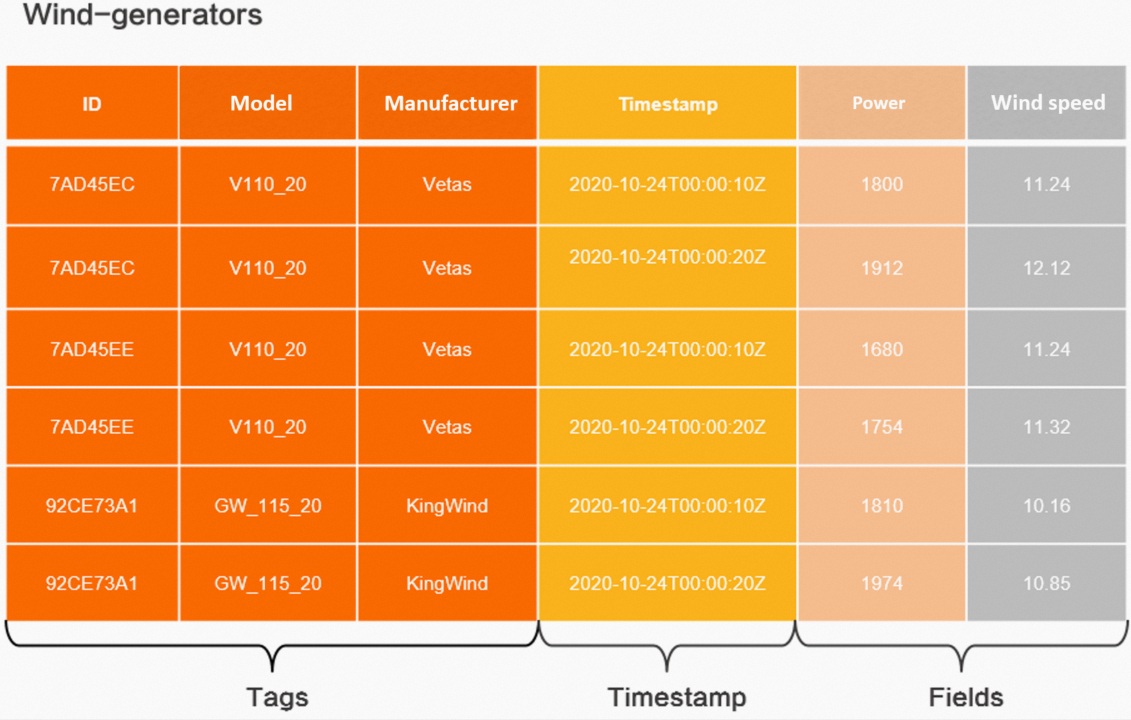 Wind-generators
ID Model Manufacturer Timestamp Power Wind speed
7AD45EC V110_20 Vetas 2020-10-24T00:00:10Z 1800 11.24
7AD45EC V110_20 Vetas 2020-10-24T00:00:20Z 1912 12.12
7AD45EE V110_20 Vetas 2020-10-24T00:00:10Z 1680 11.24
7AD45EE V110_20 Vetas 2020-10-24T00:00:20Z 1754 11.32
92CE73A1 GW_115_20 KingWind 2020-10-24T00:00:10Z 1810 10.16
92CE73A1 GW_115_20 KingWind 2020-10-24T00:00:20Z 1974 10.85
Tags Timestamp Fields